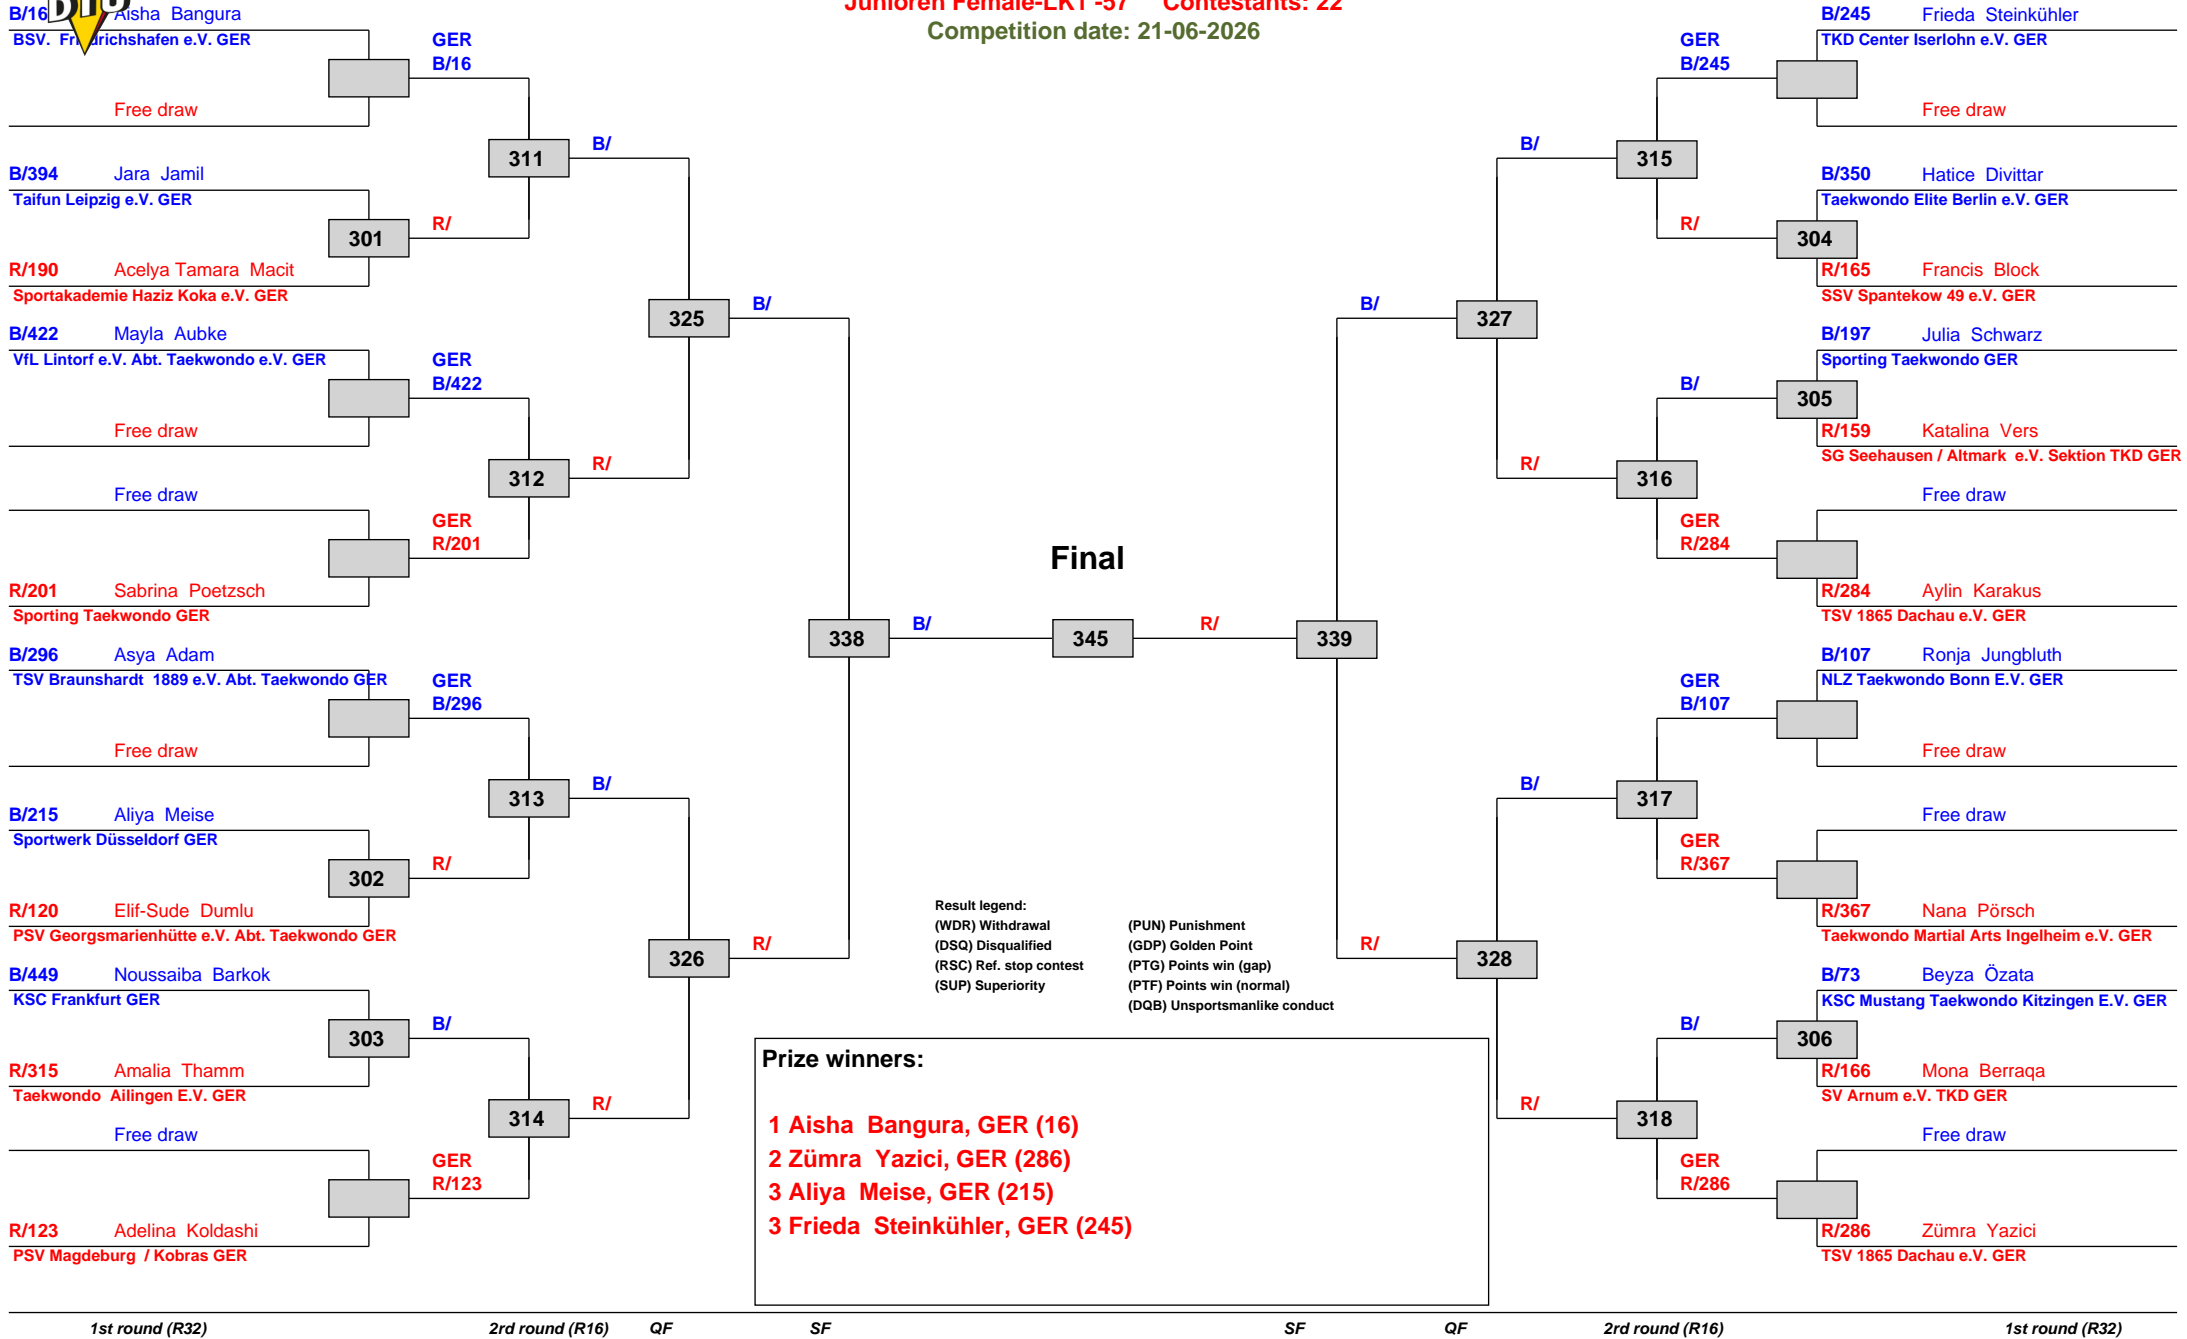 Junioren Female-LK1 -57 Contestants: 22
Competition date: 21-06-2026
B/16 Aisha Bangura
BSV. Friedrichshafen e.V. GER
GER
B/16
Free draw
311
B/
B/394 Jara Jamil
Taifun Leipzig e.V. GER
301
R/
R/190 Acelya Tamara Macit
Sportakademie Haziz Koka e.V. GER
325
B/
B/422 Mayla Aubke
VfL Lintorf e.V. Abt. Taekwondo e.V. GER
GER
B/422
Free draw
312
R/
Free draw
GER
R/201
R/201 Sabrina Poetzsch
Sporting Taekwondo GER
338
B/
B/296 Asya Adam
TSV Braunshardt 1889 e.V. Abt. Taekwondo GER
GER
B/296
Free draw
313
B/
B/215 Aliya Meise
Sportwerk Düsseldorf GER
302
R/
R/120 Elif-Sude Dumlu
PSV Georgsmarienhütte e.V. Abt. Taekwondo GER
326
R/
B/449 Noussaiba Barkok
KSC Frankfurt GER
303
B/
R/315 Amalia Thamm
Taekwondo Ailingen E.V. GER
314
R/
Free draw
GER
R/123
R/123 Adelina Koldashi
PSV Magdeburg / Kobras GER
Final
345
R/
339
B/245 Frieda Steinkühler
TKD Center Iserlohn e.V. GER
GER
B/245
Free draw
B/
315
B/350 Hatice Divittar
Taekwondo Elite Berlin e.V. GER
R/
304
R/165 Francis Block
SSV Spantekow 49 e.V. GER
B/
327
B/197 Julia Schwarz
Sporting Taekwondo GER
B/
305
R/159 Katalina Vers
SG Seehausen / Altmark e.V. Sektion TKD GER
R/
316
Free draw
GER
R/284
R/284 Aylin Karakus
TSV 1865 Dachau e.V. GER
B/107 Ronja Jungbluth
NLZ Taekwondo Bonn E.V. GER
GER
B/107
Free draw
B/
317
Free draw
GER
R/367
R/367 Nana Pörsch
Taekwondo Martial Arts Ingelheim e.V. GER
R/
328
B/73 Beyza Özata
KSC Mustang Taekwondo Kitzingen E.V. GER
B/
306
R/166 Mona Berraqa
SV Arnum e.V. TKD GER
R/
318
Free draw
GER
R/286
R/286 Zümra Yazici
TSV 1865 Dachau e.V. GER
Result legend:
(WDR) Withdrawal (PUN) Punishment
(DSQ) Disqualified (GDP) Golden Point
(RSC) Ref. stop contest (PTG) Points win (gap)
(SUP) Superiority (PTF) Points win (normal)
(DQB) Unsportsmanlike conduct
Prize winners:
1 Aisha Bangura, GER (16)
2 Zümra Yazici, GER (286)
3 Aliya Meise, GER (215)
3 Frieda Steinkühler, GER (245)
1st round (R32) 2rd round (R16) QF SF SF QF 2rd round (R16) 1st round (R32)